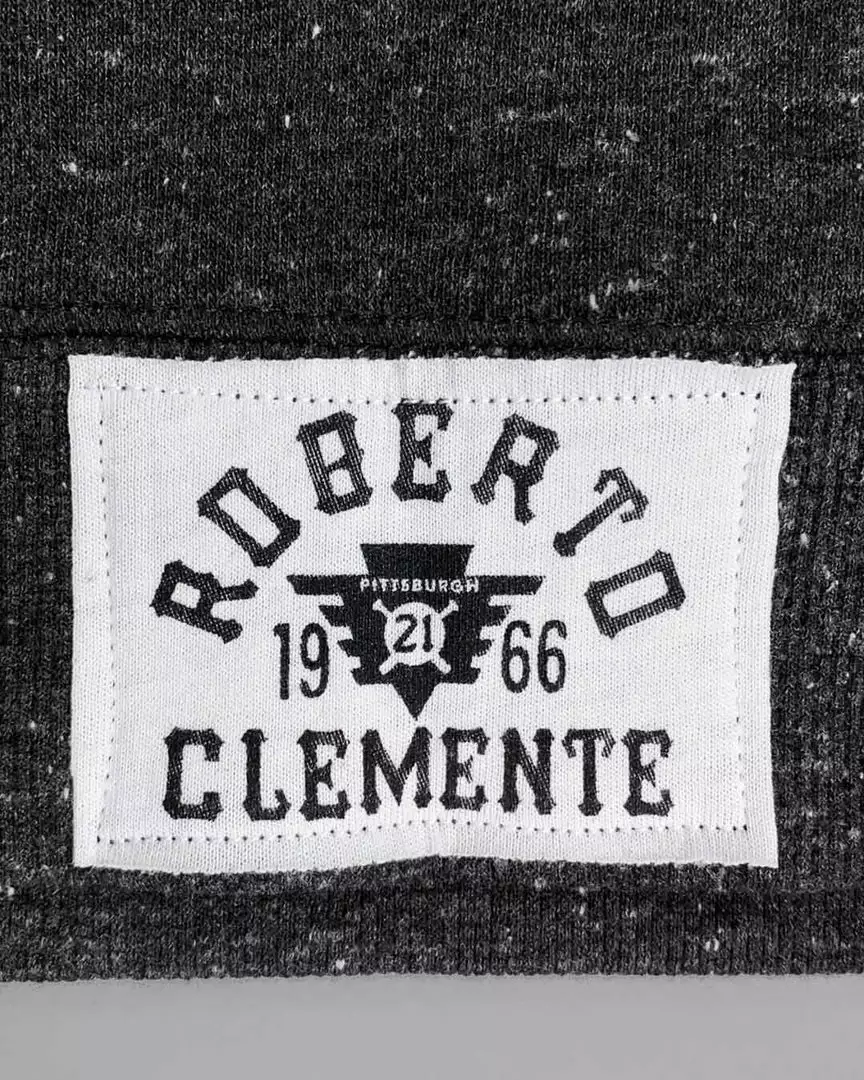 ROBERTO
PITTSBURGH
19 21 66
CLEMENTE